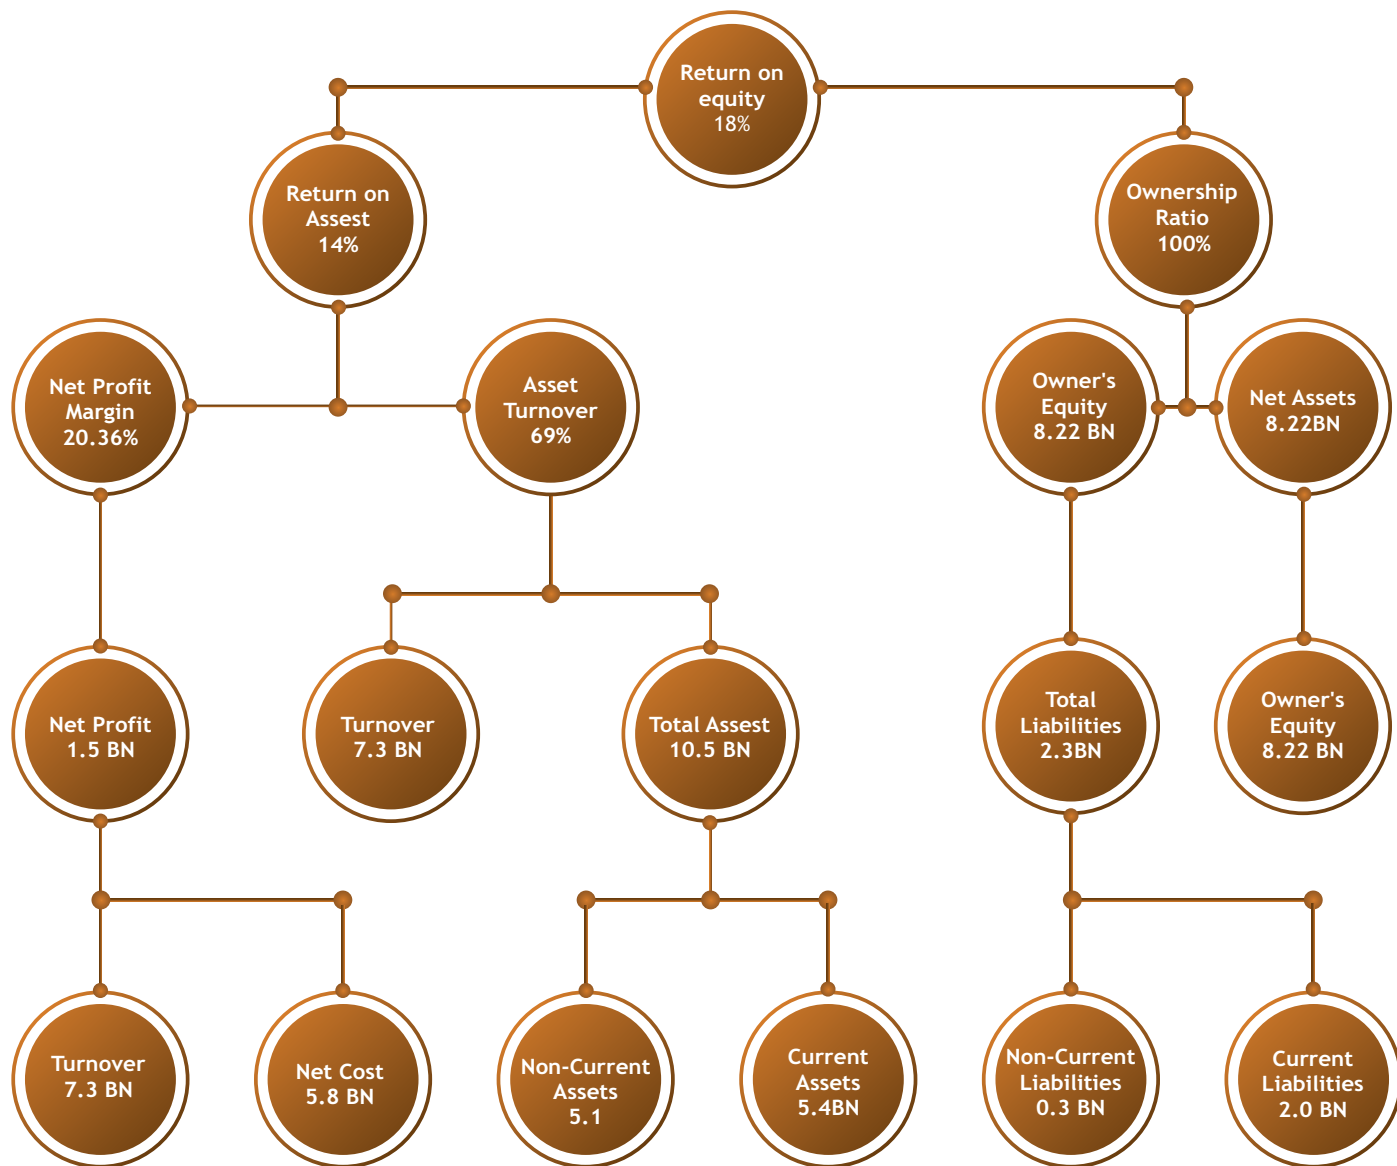 Return on
equity
18%
Return on
Assest
14%
Ownership
Ratio
100%
Net Profit
Margin
20.36%
Asset
Turnover
69%
Owner's
Equity
8.22 BN
Net Assets
8.22BN
Net Profit
1.5 BN
Turnover
7.3 BN
Total Assest
10.5 BN
Total
Liabilities
2.3BN
Owner's
Equity
8.22 BN
Turnover
7.3 BN
Net Cost
5.8 BN
Non-Current
Assets
5.1
Current
Assets
5.4BN
Non-Current
Liabilities
0.3 BN
Current
Liabilities
2.0 BN